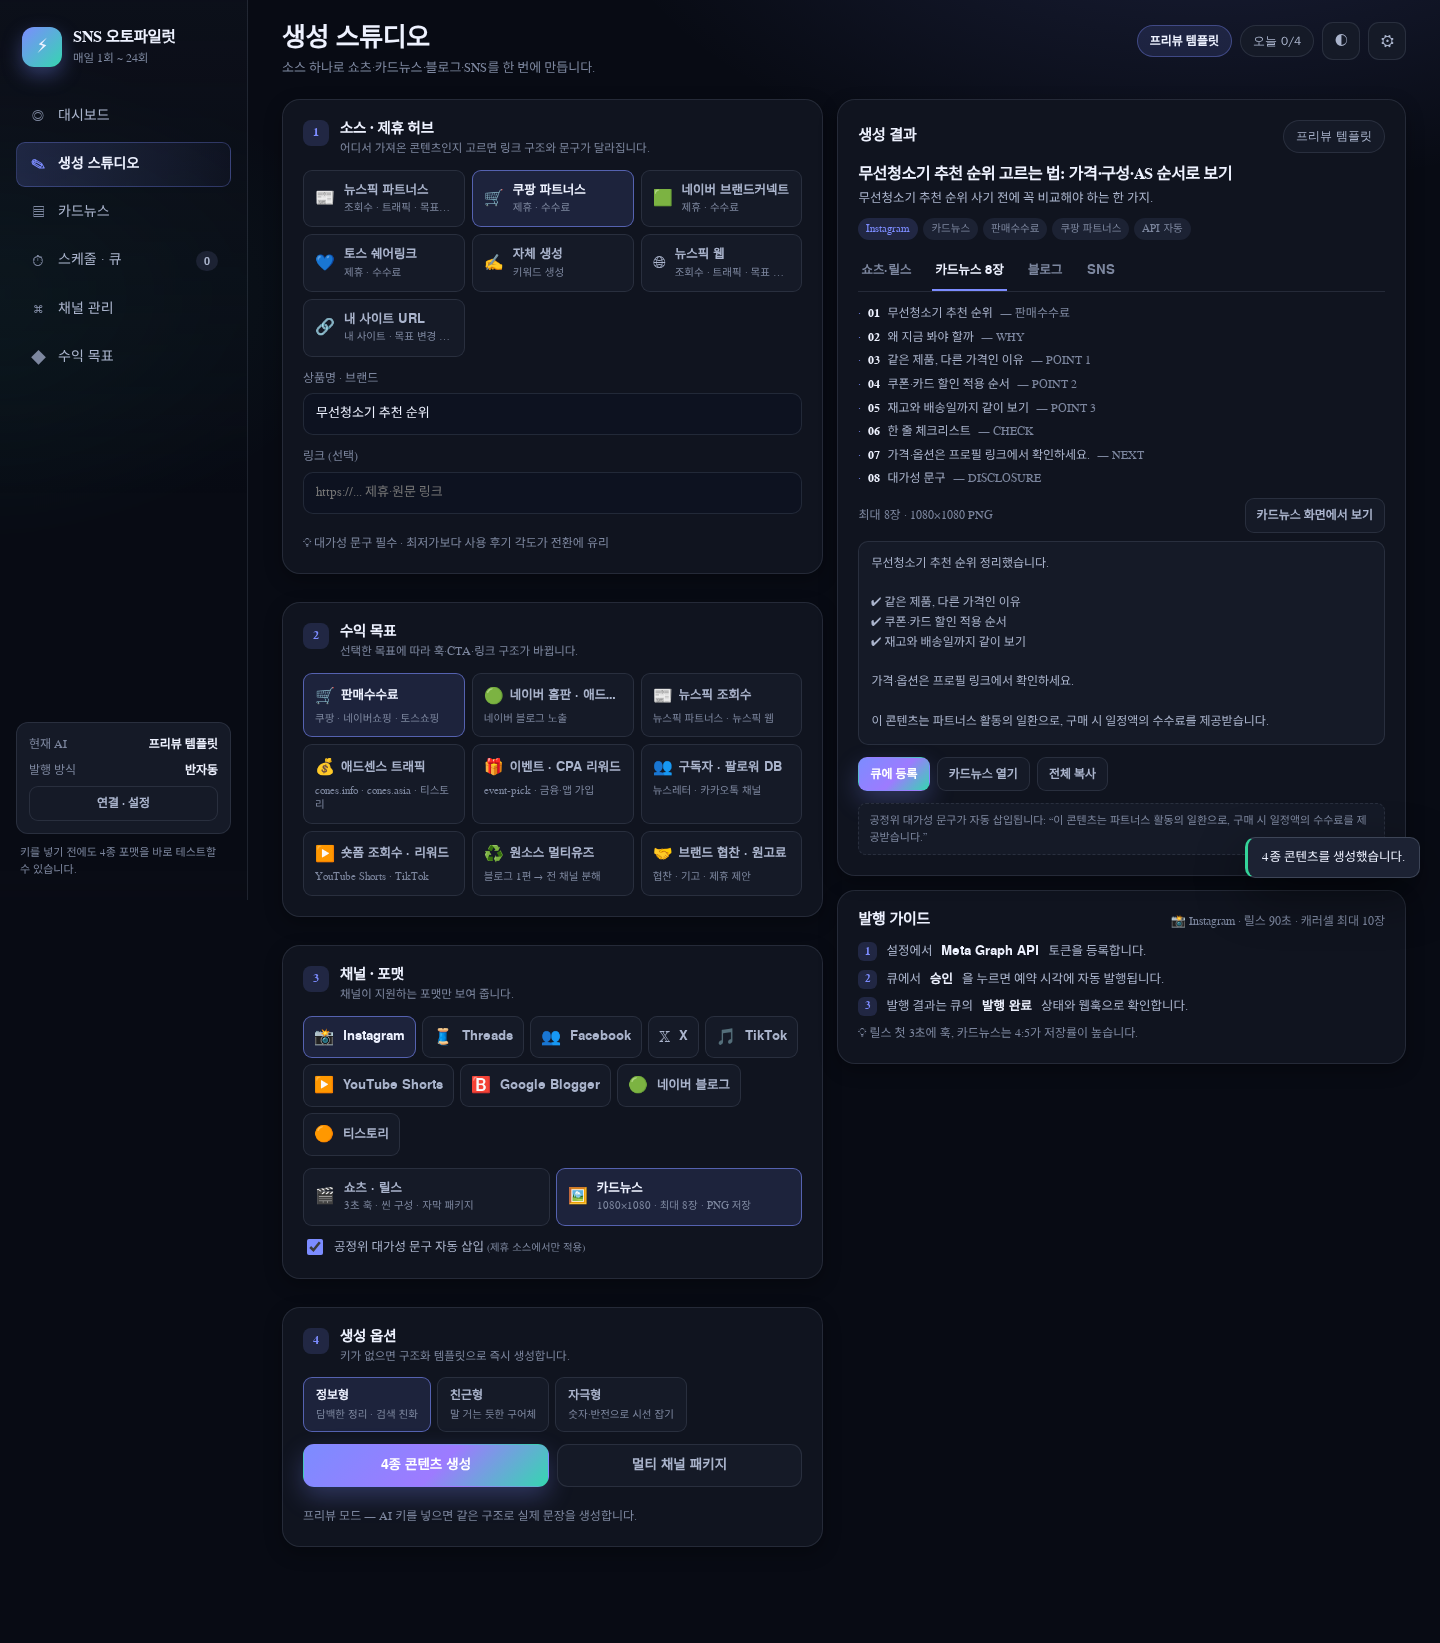 SNS 오토파일럿
매일 1회 ~ 24회
대시보드
생성 스튜디오
카드뉴스
스케줄 · 큐
0
채널 관리
수익 목표
현재 AI
프리뷰 템플릿
발행 방식
반자동
연결 · 설정
키를 넣기 전에도 4종 포맷을 바로 테스트할
수 있습니다.
생성 스튜디오
소스 하나로 쇼츠·카드뉴스·블로그·SNS를 한 번에 만듭니다.
프리뷰 템플릿
오늘 0/4
1
소스 · 제휴 허브
어디서 가져온 콘텐츠인지 고르면 링크 구조와 문구가 달라집니다.
뉴스픽 파트너스
조회수 · 트래픽 · 목표…
쿠팡 파트너스
제휴 · 수수료
네이버 브랜드커넥트
제휴 · 수수료
토스 쉐어링크
제휴 · 수수료
자체 생성
키워드 생성
뉴스픽 웹
조회수 · 트래픽 · 목표 …
내 사이트 URL
내 사이트 · 목표 변경 …
상품명 · 브랜드
무선청소기 추천 순위
링크 (선택)
https://... 제휴·원문 링크
💡 대가성 문구 필수 · 최저가보다 사용 후기 각도가 전환에 유리
2
수익 목표
선택한 목표에 따라 훅·CTA·링크 구조가 바뀝니다.
판매수수료
쿠팡 · 네이버쇼핑 · 토스쇼핑
네이버 홈판 · 애드…
네이버 블로그 노출
뉴스픽 조회수
뉴스픽 파트너스 · 뉴스픽 웹
애드센스 트래픽
cones.info · cones.asia · 티스토
리
이벤트 · CPA 리워드
event-pick · 금융·앱 가입
구독자 · 팔로워 DB
뉴스레터 · 카카오톡 채널
숏폼 조회수 · 리워드
YouTube Shorts · TikTok
원소스 멀티유즈
블로그 1편 → 전 채널 분해
브랜드 협찬 · 원고료
협찬 · 기고 · 제휴 제안
3
채널 · 포맷
채널이 지원하는 포맷만 보여 줍니다.
Instagram
Threads
Facebook
𝕏 X
TikTok
YouTube Shorts
B Google Blogger
네이버 블로그
티스토리
쇼츠 · 릴스
3초 훅 · 씬 구성 · 자막 패키지
카드뉴스
1080×1080 · 최대 8장 · PNG 저장
공정위 대가성 문구 자동 삽입 (제휴 소스에서만 적용)
4
생성 옵션
키가 없으면 구조화 템플릿으로 즉시 생성합니다.
정보형
담백한 정리 · 검색 친화
친근형
말 거는 듯한 구어체
자극형
숫자·반전으로 시선 잡기
4종 콘텐츠 생성
멀티 채널 패키지
프리뷰 모드 — AI 키를 넣으면 같은 구조로 실제 문장을 생성합니다.
생성 결과
프리뷰 템플릿
무선청소기 추천 순위 고르는 법: 가격·구성·AS 순서로 보기
무선청소기 추천 순위 사기 전에 꼭 비교해야 하는 한 가지.
Instagram
카드뉴스
판매수수료
쿠팡 파트너스
API 자동
쇼츠·릴스
카드뉴스 8장
블로그
SNS
· 01 무선청소기 추천 순위 — 판매수수료
· 02 왜 지금 봐야 할까 — WHY
· 03 같은 제품, 다른 가격인 이유 — POINT 1
· 04 쿠폰·카드 할인 적용 순서 — POINT 2
· 05 재고와 배송일까지 같이 보기 — POINT 3
· 06 한 줄 체크리스트 — CHECK
· 07 가격·옵션은 프로필 링크에서 확인하세요. — NEXT
· 08 대가성 문구 — DISCLOSURE
최대 8장 · 1080×1080 PNG
카드뉴스 화면에서 보기
무선청소기 추천 순위 정리했습니다.
✔ 같은 제품, 다른 가격인 이유
✔ 쿠폰·카드 할인 적용 순서
✔ 재고와 배송일까지 같이 보기
가격·옵션은 프로필 링크에서 확인하세요.
이 콘텐츠는 파트너스 활동의 일환으로, 구매 시 일정액의 수수료를 제공받습니다.
큐에 등록
카드뉴스 열기
전체 복사
공정위 대가성 문구가 자동 삽입됩니다: “이 콘텐츠는 파트너스 활동의 일환으로, 구매 시 일정액의 수수료를 제
공받습니다.”
4종 콘텐츠를 생성했습니다.
발행 가이드
📸 Instagram · 릴스 90초 · 캐러셀 최대 10장
1 설정에서 Meta Graph API 토큰을 등록합니다.
2 큐에서 승인 을 누르면 예약 시각에 자동 발행됩니다.
3 발행 결과는 큐의 발행 완료 상태와 웹훅으로 확인합니다.
💡 릴스 첫 3초에 훅, 카드뉴스는 4:5가 저장률이 높습니다.